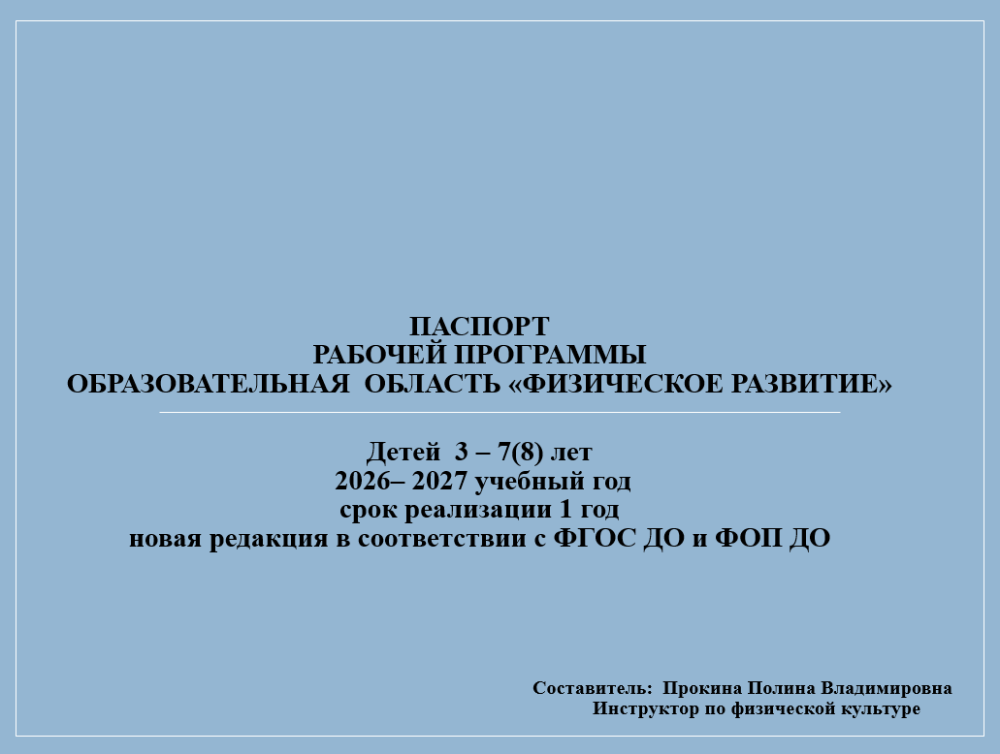 ПАСПОРТ
РАБОЧЕЙ ПРОГРАММЫ
ОБРАЗОВАТЕЛЬНАЯ  ОБЛАСТЬ «ФИЗИЧЕСКОЕ РАЗВИТИЕ»
Детей  3 – 7(8) лет
2026– 2027 учебный год
срок реализации 1 год
новая редакция в соответствии с ФГОС ДО и ФОП ДО
Составитель:  Прокина Полина Владимировна
Инструктор по физической культуре